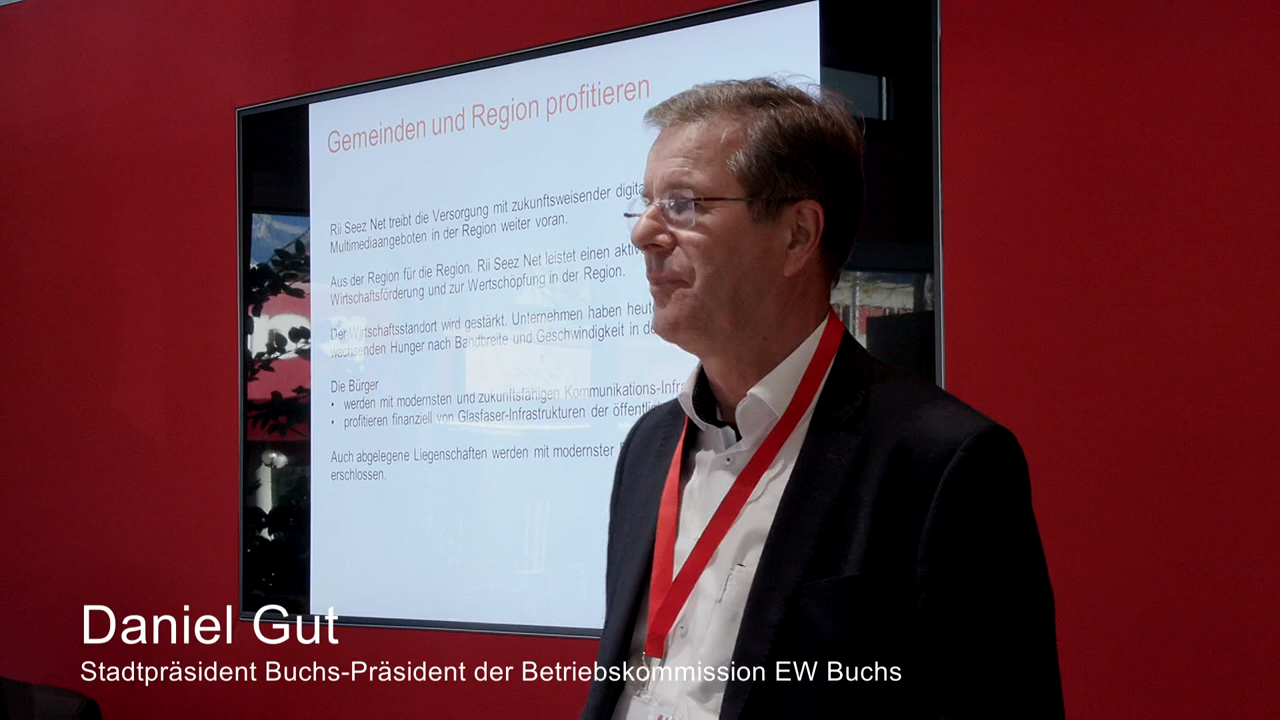 Gemeinden und Region profitieren
Rii Seez Net treibt die Versorgung mit zukunftsweisender
Multimediaangeboten in der Region weiter voran.
Aus der Region für die Region. Rii Seez Net leistet einen
Wirtschaftsförderung und zur Wertschöpfung in der Region.
Der Wirtschaftsstandort wird gestärkt. Unternehmen haben heute
wachsenden Hunger nach Bandbreite und Geschwindigkeit in
Die Bürger
• werden mit modernsten und zukunftsfähigen Kommunikations-Infra
• profitieren finanziell von Glasfaser-Infrastrukturen der
Auch abgelegene Liegenschaften werden mit modernster
erschlossen.
Daniel Gut
Stadtpräsident Buchs-Präsident der Betriebskommission EW Buchs